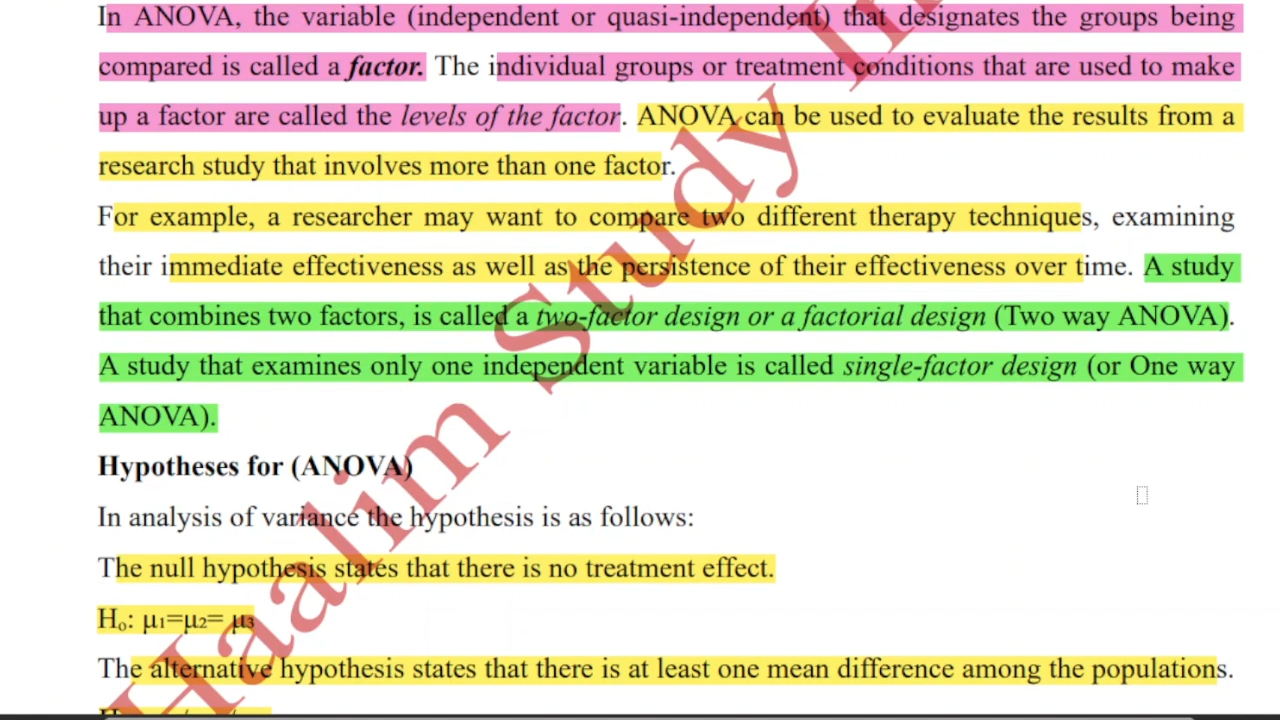 In ANOVA, the variable (independent or quasi-independent) that designates the groups being
compared is called a factor. The individual groups or treatment conditions that are used to make
up a factor are called the levels of the factor. ANOVA can be used to evaluate the results from a
research study that involves more than one factor.
For example, a researcher may want to compare two different therapy techniques, examining
their immediate effectiveness as well as the persistence of their effectiveness over time. A study
that combines two factors, is called a two-factor design or a factorial design (Two way ANOVA).
A study that examines only one independent variable is called single-factor design (or One way
ANOVA).
Hypotheses for (ANOVA)
In analysis of variance the hypothesis is as follows:
The null hypothesis states that there is no treatment effect.
Hₒ: µ₁=µ₂= µ₃
The alternative hypothesis states that there is at least one mean difference among the populations.
Haalim Study